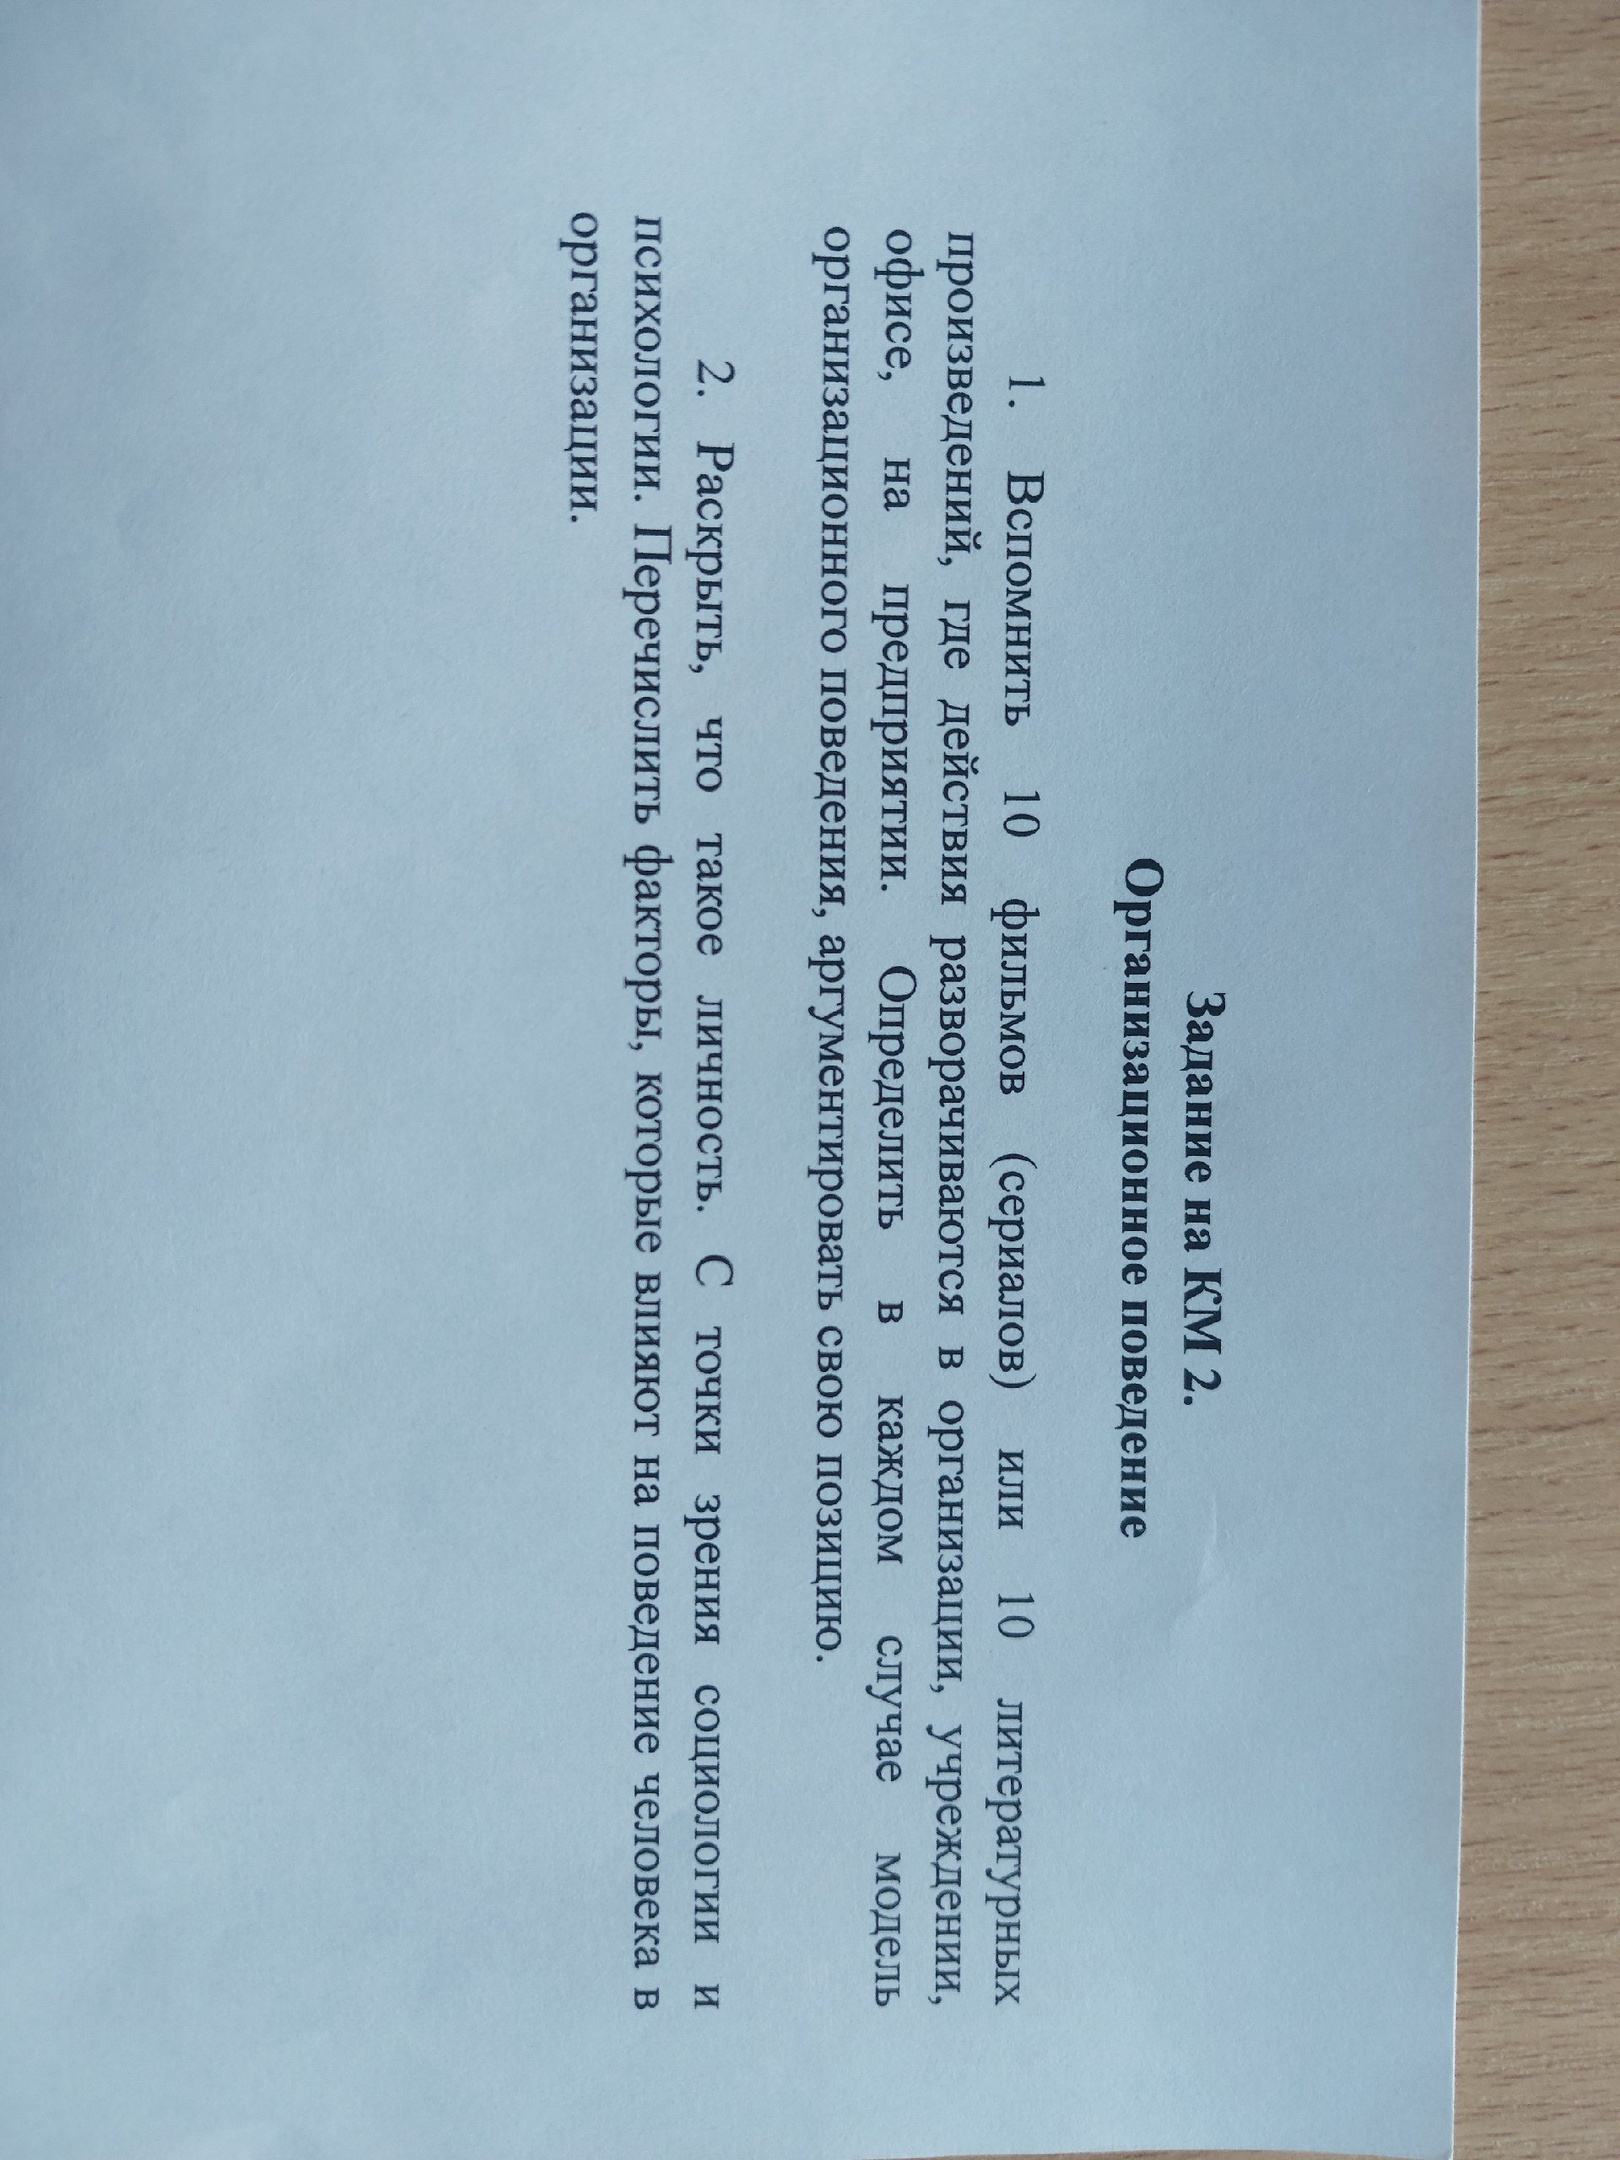 Задание на КМ 2.
Организационное поведение
1. Вспомнить 10 фильмов (сериалов) или 10 литературных
произведений, где действия разворачиваются в организации, учреждении,
офисе, на предприятии. Определить в каждом случае модель
организационного поведения, аргументировать свою позицию.
2. Раскрыть, что такое личность. С точки зрения социологии и
психологии. Перечислить факторы, которые влияют на поведение человека в
организации.